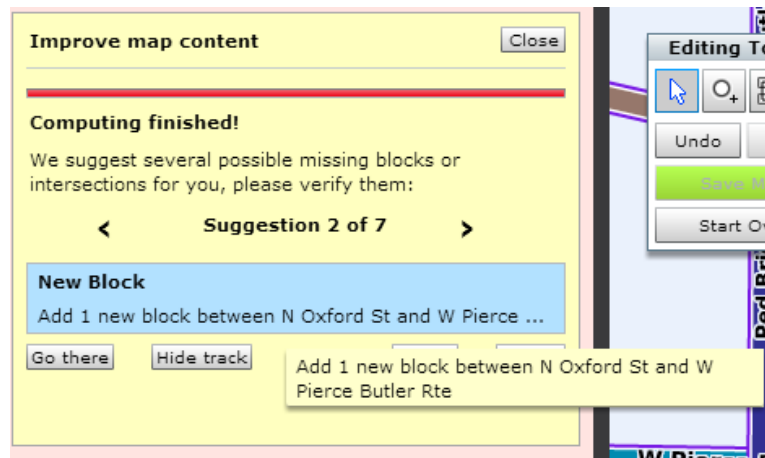 Improve map content
Close
Computing finished!
We suggest several possible missing blocks or
intersections for you, please verify them:
< Suggestion 2 of 7 >
New Block
Add 1 new block between N Oxford St and W Pierce ...
Go there
Hide track
Add 1 new block between N Oxford St and W
Pierce Butler Rte
Editing
Undo
Save
Start